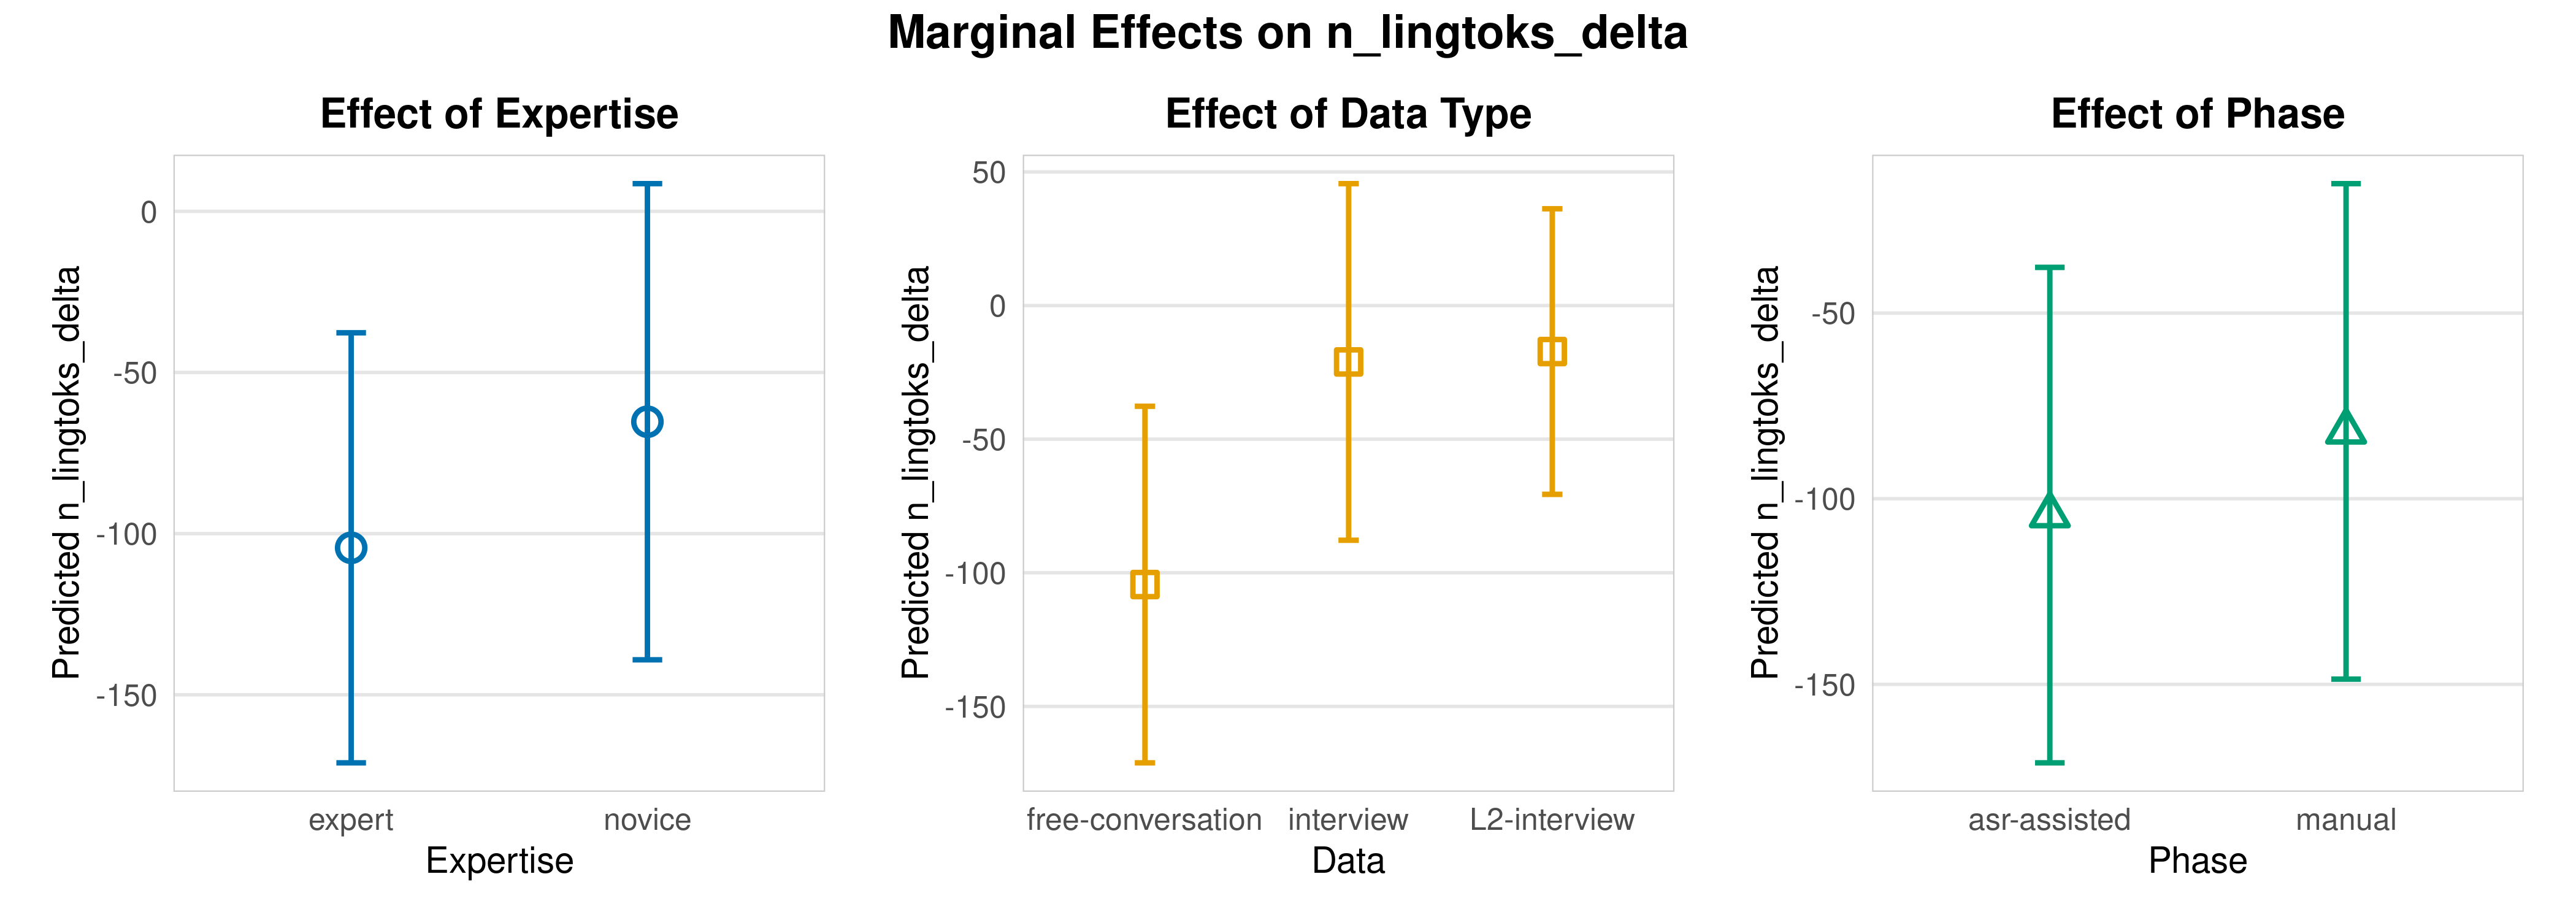 Marginal Effects on n_lingtoks_delta
Effect of Expertise
Predicted n_lingtoks_delta
0
-50
-100
-150
expert novice
Expertise
Effect of Data Type
Predicted n_lingtoks_delta
50
0
-50
-100
-150
free-conversation interview L2-interview
Data
Effect of Phase
Predicted n_lingtoks_delta
-50
-100
-150
asr-assisted manual
Phase